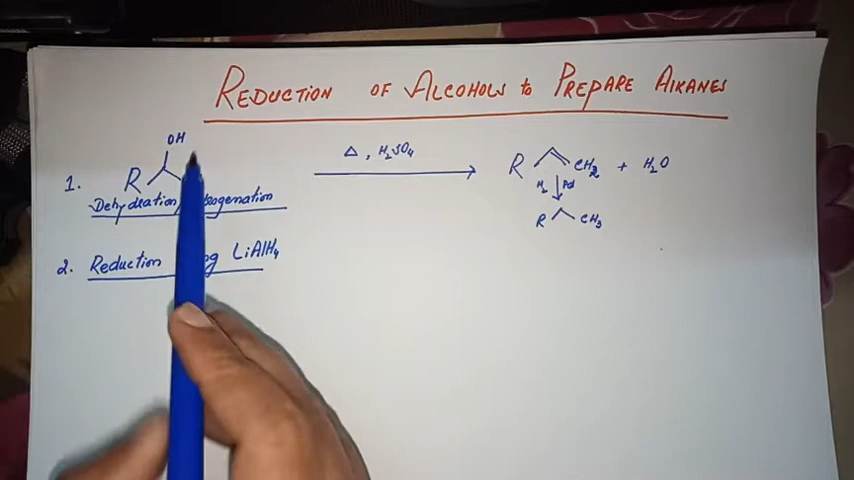 REDUCTION OF ALCOHOLS to PREPARE ALKANES
OH
1. R
Δ, H2SO4
R CH2 + H2O
H2 Pd
R CH3
Dehydration
2. Reduction LiAlH4